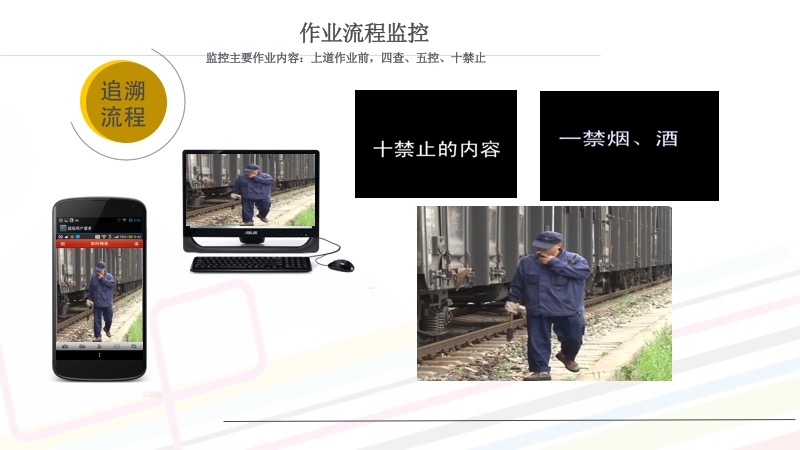 作业流程监控
监控主要作业内容：上道作业前，四查、五控、十禁止
追溯
流程
十禁止的内容
一禁烟、酒
ASUS